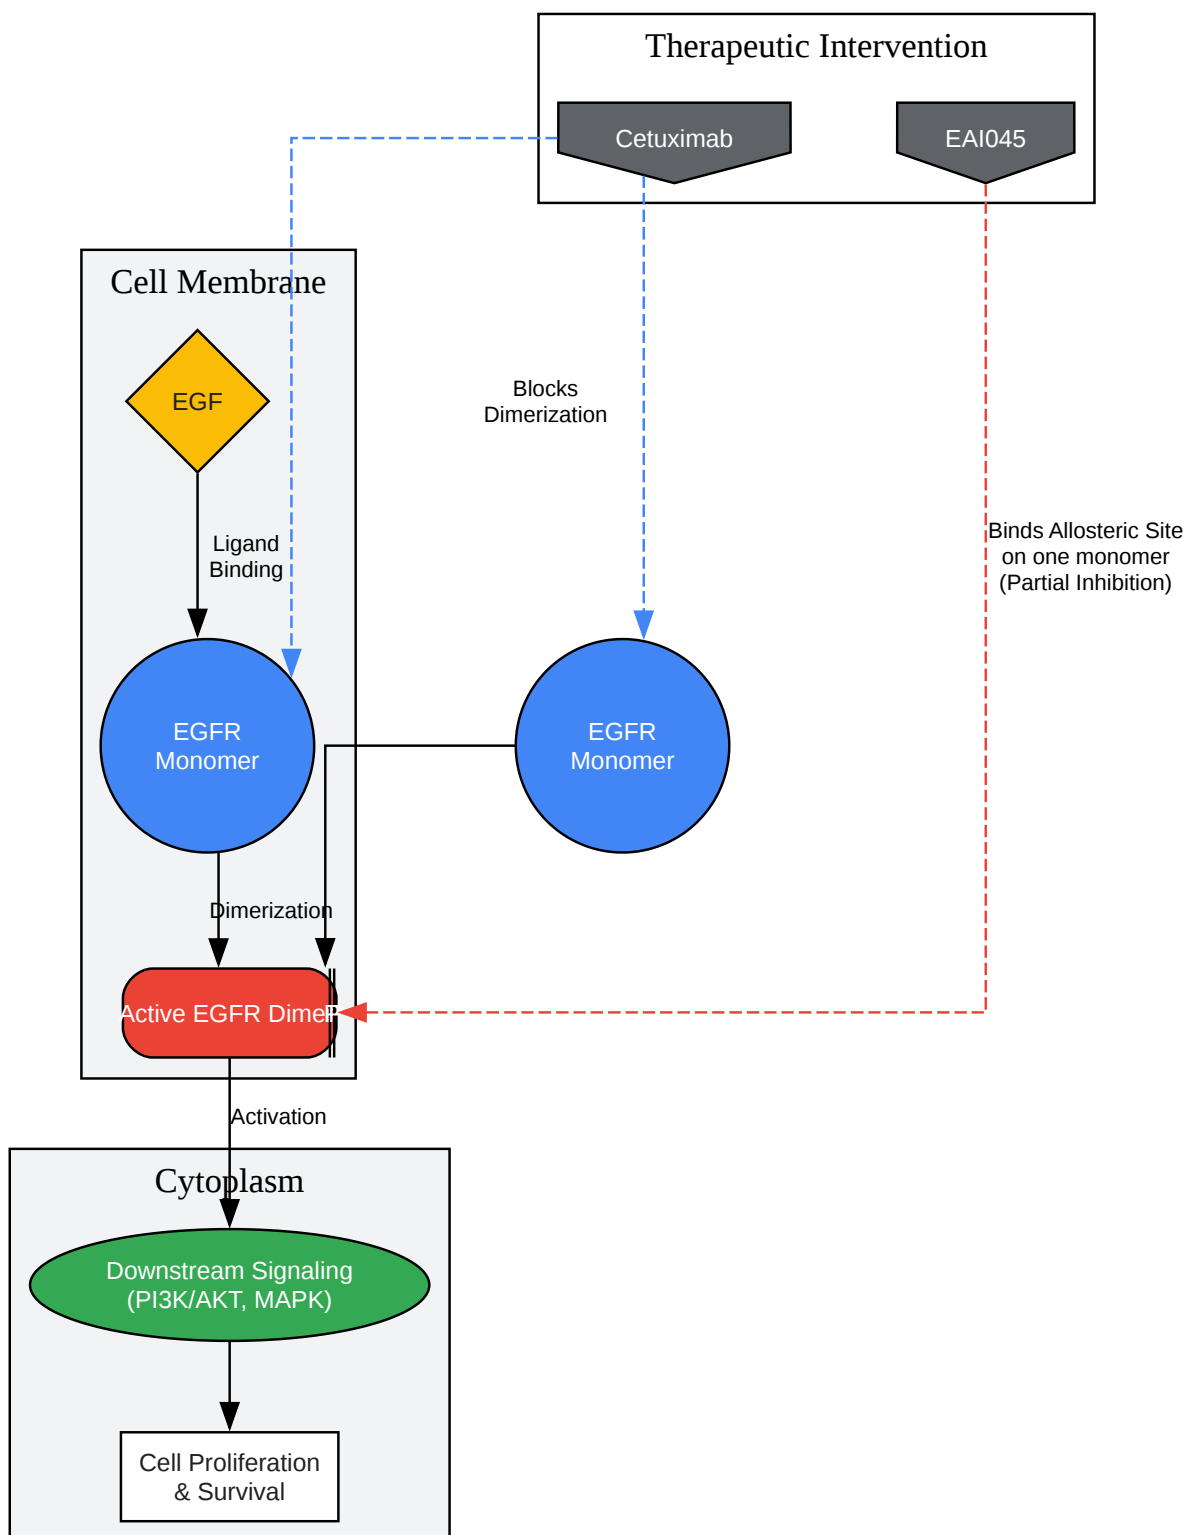 Therapeutic Intervention
Cetuximab
EAI045
Cell Membrane
EGF
Blocks
Dimerization
Ligand
Binding
Binds Allosteric Site
on one monomer
(Partial Inhibition)
EGFR
Monomer
EGFR
Monomer
Dimerization
Active EGFR Dimer
P
Activation
Cytoplasm
Downstream Signaling
(PI3K/AKT, MAPK)
Cell Proliferation
& Survival